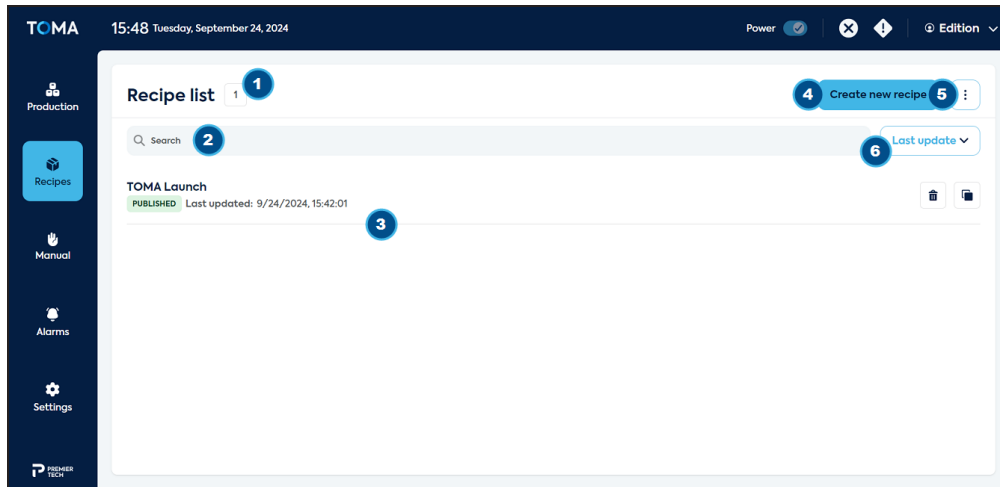 TOMA
15:48 Tuesday, September 24, 2024
Power
Edition
Production
Recipes
Manual
Alarms
Settings
PREMIER
TECH
Recipe list 1
1
4
Create new recipe
5
Search
2
6
Last update
TOMA Launch
PUBLISHED Last updated: 9/24/2024, 15:42:01
3